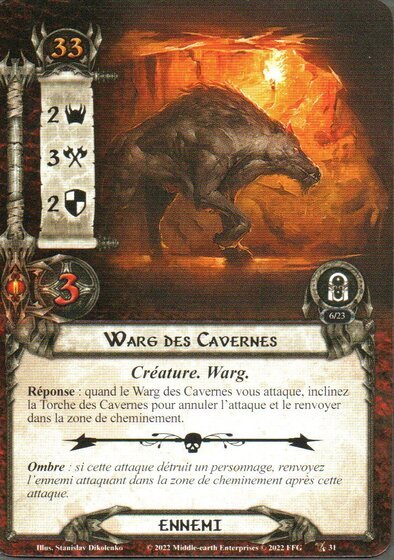 33
2
3
2
3
6/23
Warg des Cavernes
Créature. Warg.
Réponse : quand le Warg des Cavernes vous attaque, inclinez
la Torche des Cavernes pour annuler l'attaque et le renvoyer
dans la zone de cheminement.
Ombre : si cette attaque détruit un personnage, renvoyez
l'ennemi attaquant dans la zone de cheminement après cette
attaque.
ENNEMI
Illus. Stanislav Dikolenko © 2022 Middle-earth Enterprises © 2022 FFG 31